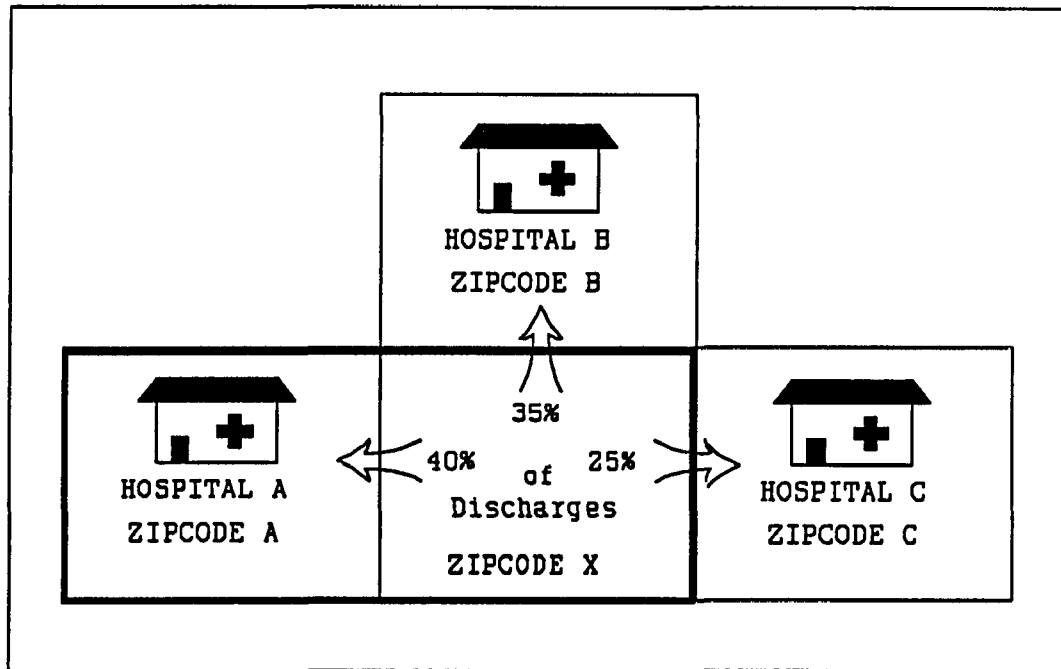 HOSPITAL B
ZIPCODE B
35%
40%
25%
of
Discharges
ZIPCODE X
HOSPITAL A
ZIPCODE A
HOSPITAL C
ZIPCODE C